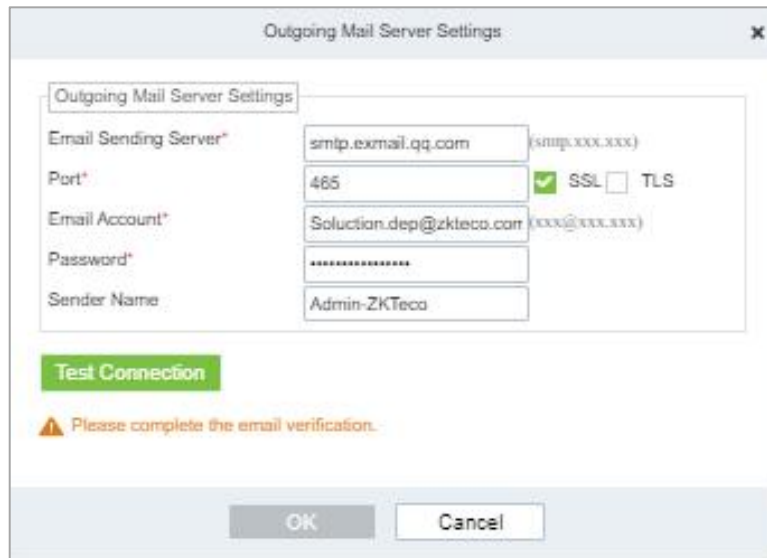 Outgoing Mail Server Settings
Outgoing Mail Server Settings
Email Sending Server* smtp.exmail.qq.com (smtp.xxx.xxx)
Port* 465 SSL TLS
Email Account* Soluction.dep@zkteco.com (xxx@xxx.xxx)
Password* ••••••••••••••••
Sender Name Admin-ZKTeco
Test Connection
Please complete the email verification.
OK Cancel